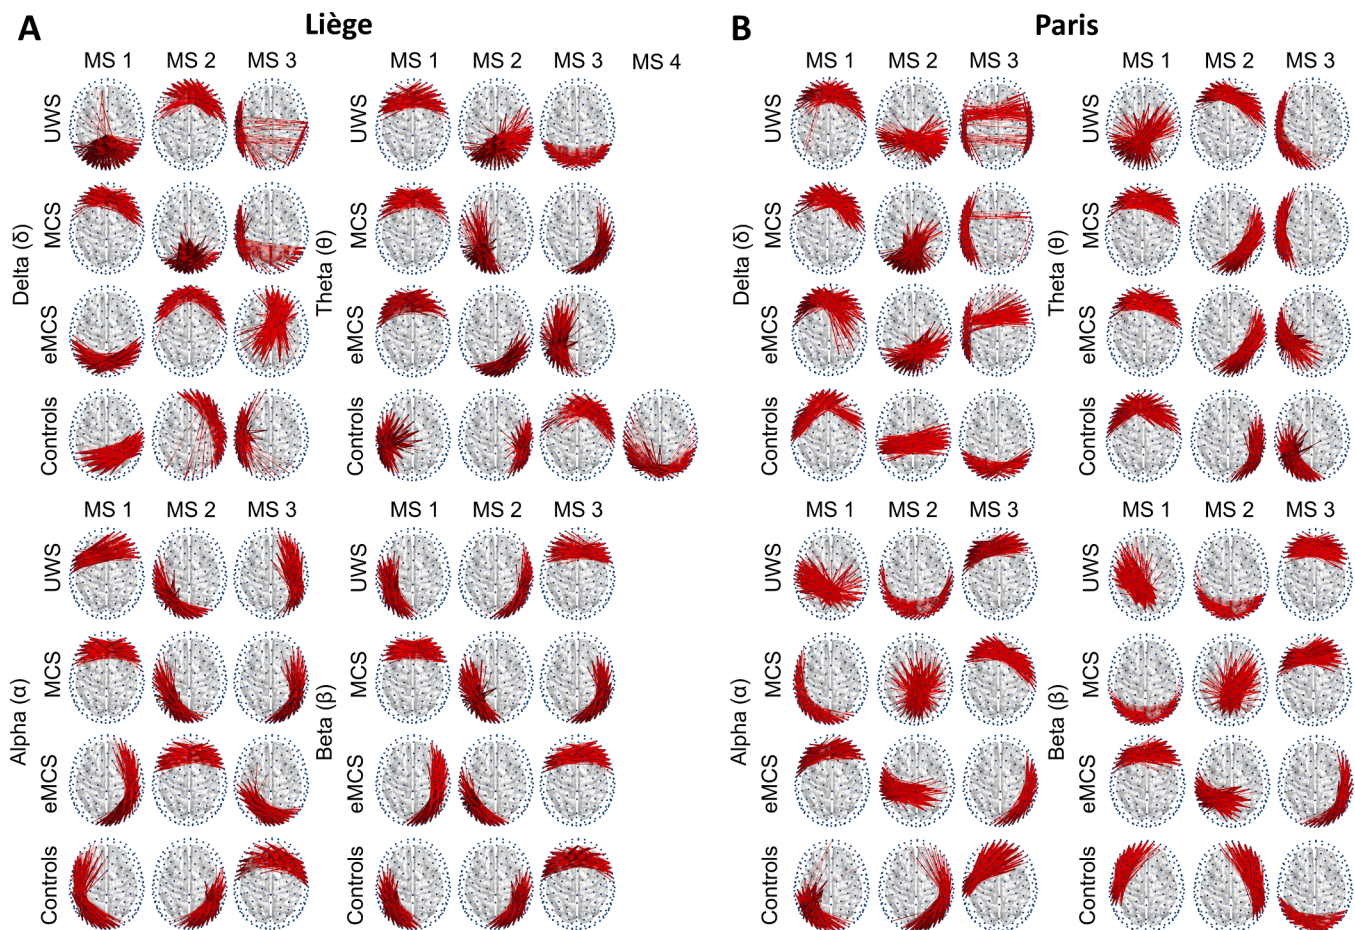 A Liège
B Paris
MS 1 MS 2 MS 3 MS 1 MS 2 MS 3 MS 4
MS 1 MS 2 MS 3 MS 1 MS 2 MS 3
Delta (δ)
UWS
MCS
eMCS
Controls
Theta (θ)
Delta (δ)
UWS
MCS
eMCS
Controls
Theta (θ)
MS 1 MS 2 MS 3 MS 1 MS 2 MS 3
MS 1 MS 2 MS 3 MS 1 MS 2 MS 3
Alpha (α)
UWS
MCS
eMCS
Controls
Beta (β)
UWS
MCS
eMCS
Controls
Alpha (α)
UWS
MCS
eMCS
Controls
Beta (β)
UWS
MCS
eMCS
Controls
UWS
MCS
eMCS
Controls
UWS
MCS
eMCS
Controls